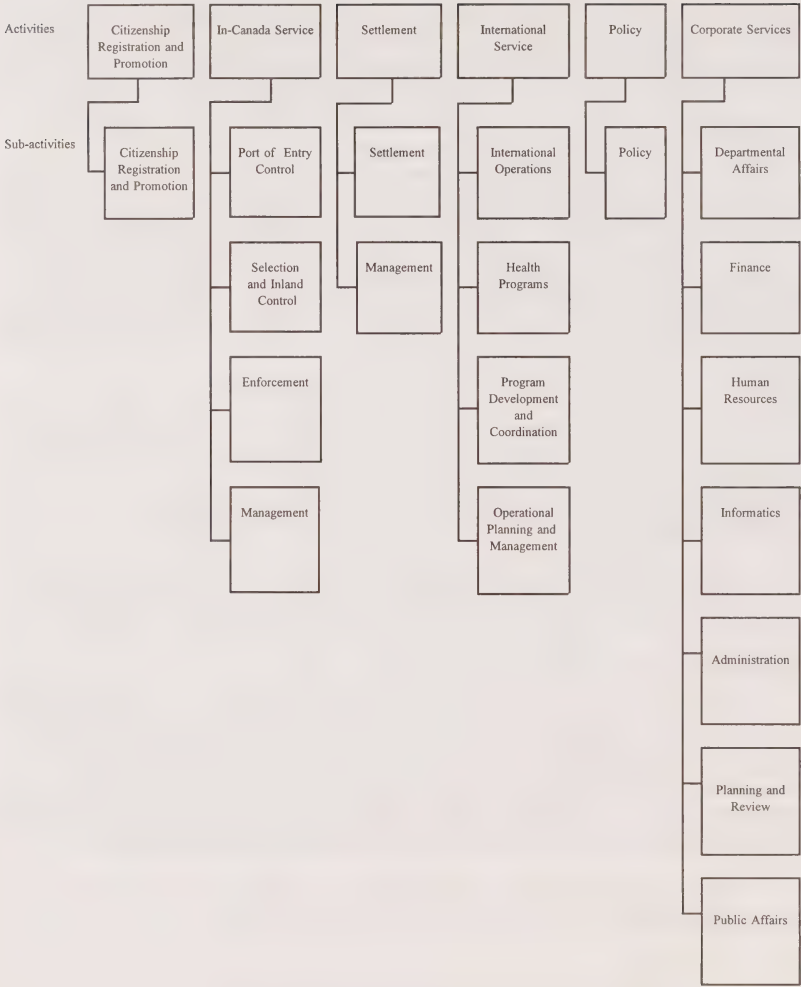 Activities
Citizenship
Registration and
Promotion
In-Canada Service
Settlement
International
Service
Policy
Corporate Services
Sub-activities
Citizenship
Registration
and Promotion
Port of Entry
Control
Settlement
International
Operations
Policy
Departmental
Affairs
Selection
and Inland
Control
Management
Health
Programs
Finance
Enforcement
Program
Development
and
Coordination
Human
Resources
Management
Operational
Planning and
Management
Informatics
Administration
Planning and
Review
Public Affairs